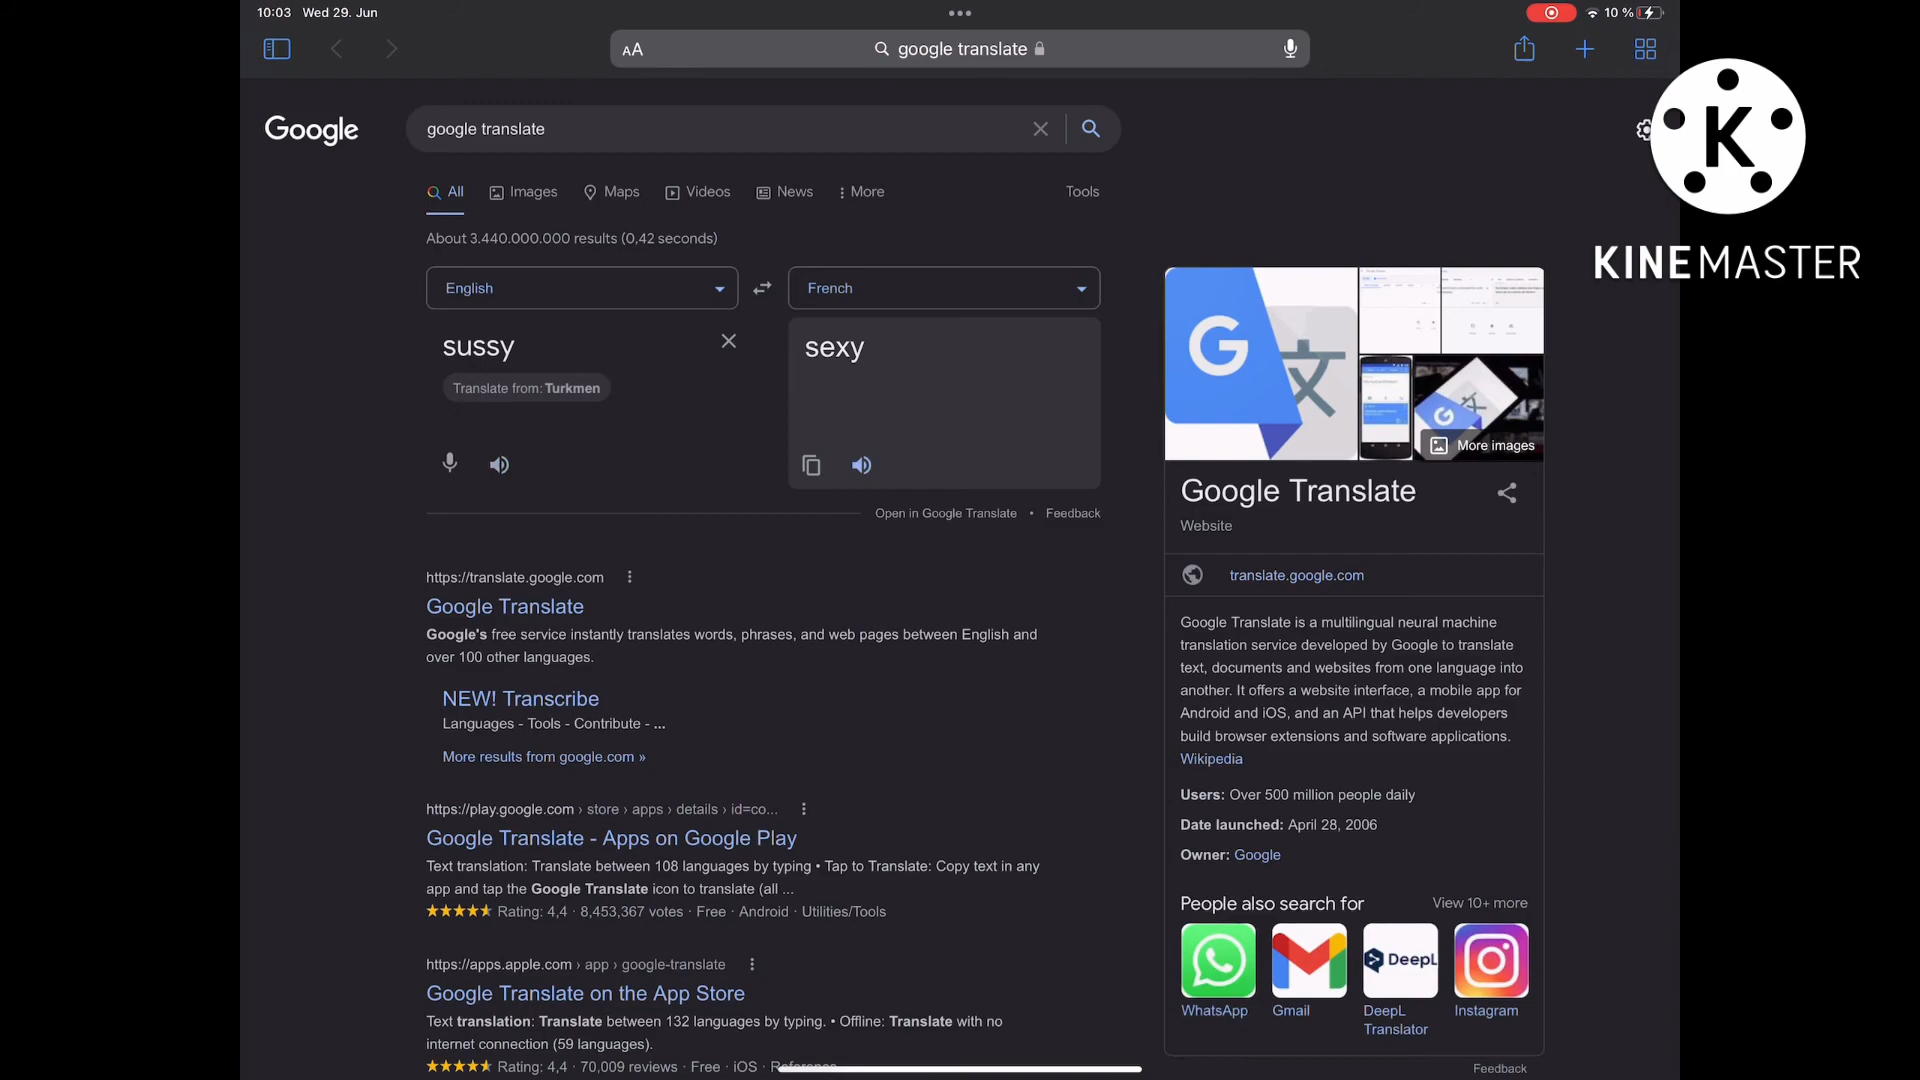 10:03 Wed 29. Jun
10 %
AA google translate
Google google translate
All Images Maps Videos News More Tools
About 3.440.000.000 results (0,42 seconds)
English French
sussy sexy
Translate from: Turkmen
Open in Google Translate • Feedback
https://translate.google.com
Google Translate
Google's free service instantly translates words, phrases, and web pages between English and
over 100 other languages.
NEW! Transcribe
Languages - Tools - Contribute - ...
More results from google.com »
https://play.google.com › store › apps › details › id=co...
Google Translate - Apps on Google Play
Text translation: Translate between 108 languages by typing • Tap to Translate: Copy text in any
app and tap the Google Translate icon to translate (all ...
Rating: 4,4 · 8,453,367 votes · Free · Android · Utilities/Tools
https://apps.apple.com › app › google-translate
Google Translate on the App Store
Text translation: Translate between 132 languages by typing. • Offline: Translate with no
internet connection (59 languages).
Rating: 4,4 · 70,009 reviews · Free · iOS · Reference
G
More images
Google Translate
Website
translate.google.com
Google Translate is a multilingual neural machine
translation service developed by Google to translate
text, documents and websites from one language into
another. It offers a website interface, a mobile app for
Android and iOS, and an API that helps developers
build browser extensions and software applications.
Wikipedia
Users: Over 500 million people daily
Date launched: April 28, 2006
Owner: Google
People also search for View 10+ more
DeepL
WhatsApp Gmail DeepL Instagram
Translator
Feedback
K
KINEMASTER